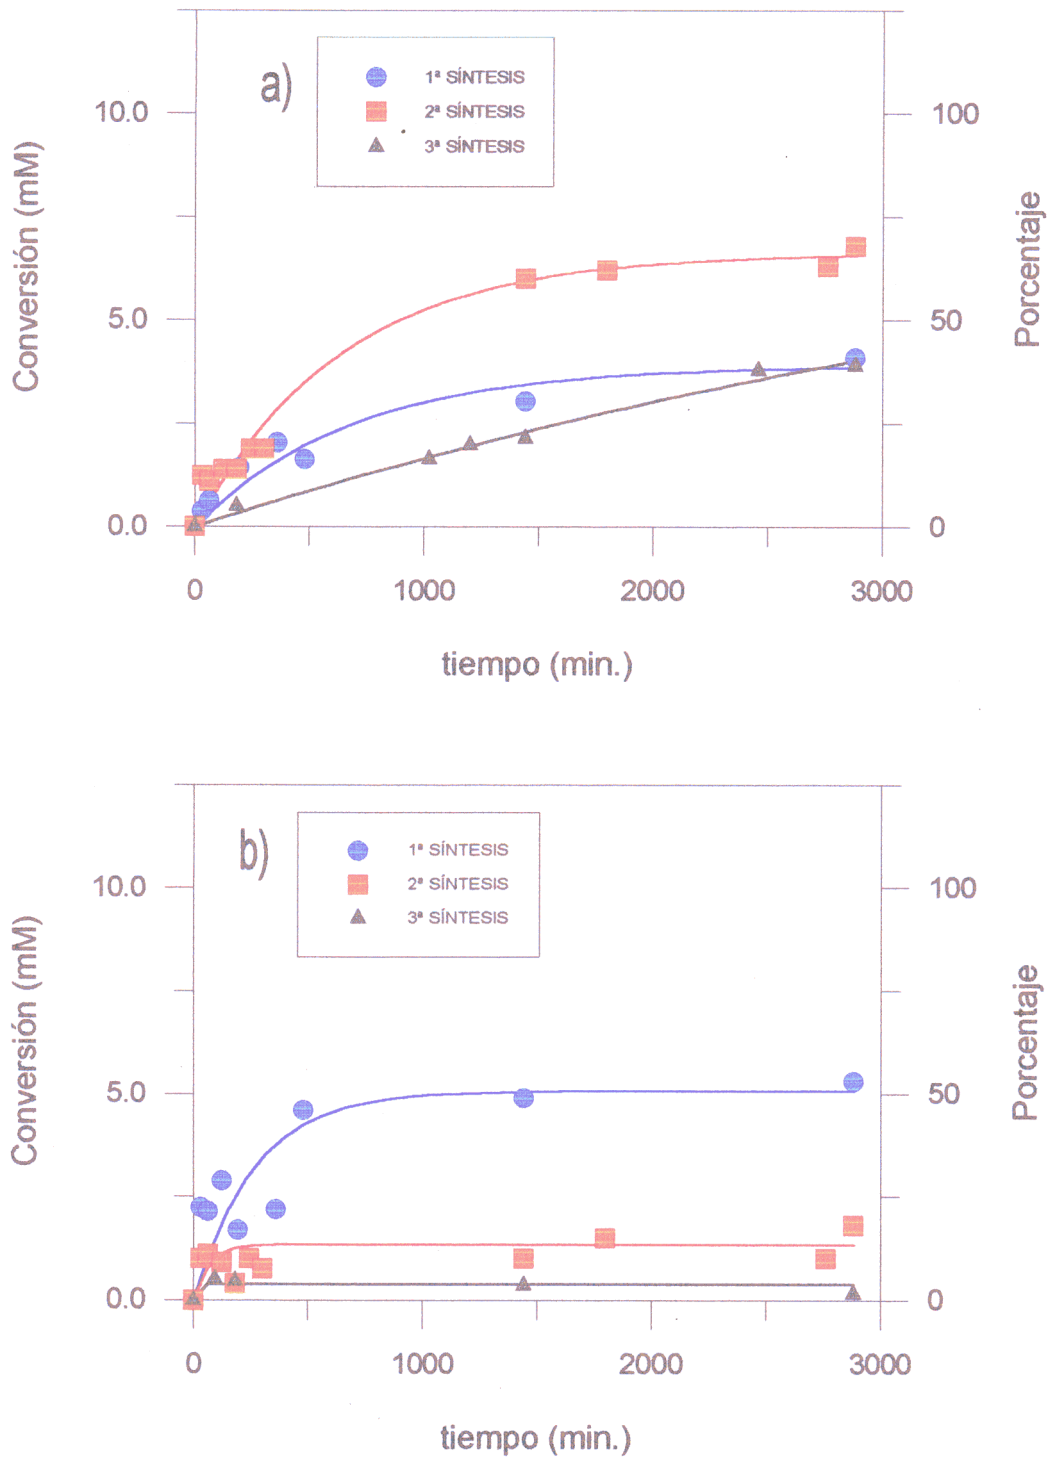 a)
1ª SÍNTESIS
2ª SÍNTESIS
3ª SÍNTESIS
Conversión (mM)
10.0
5.0
0.0
Porcentaje
100
50
0
0 1000 2000 3000
tiempo (min.)
b)
1ª SÍNTESIS
2ª SÍNTESIS
3ª SÍNTESIS
Conversión (mM)
10.0
5.0
0.0
Porcentaje
100
50
0
0 1000 2000 3000
tiempo (min.)